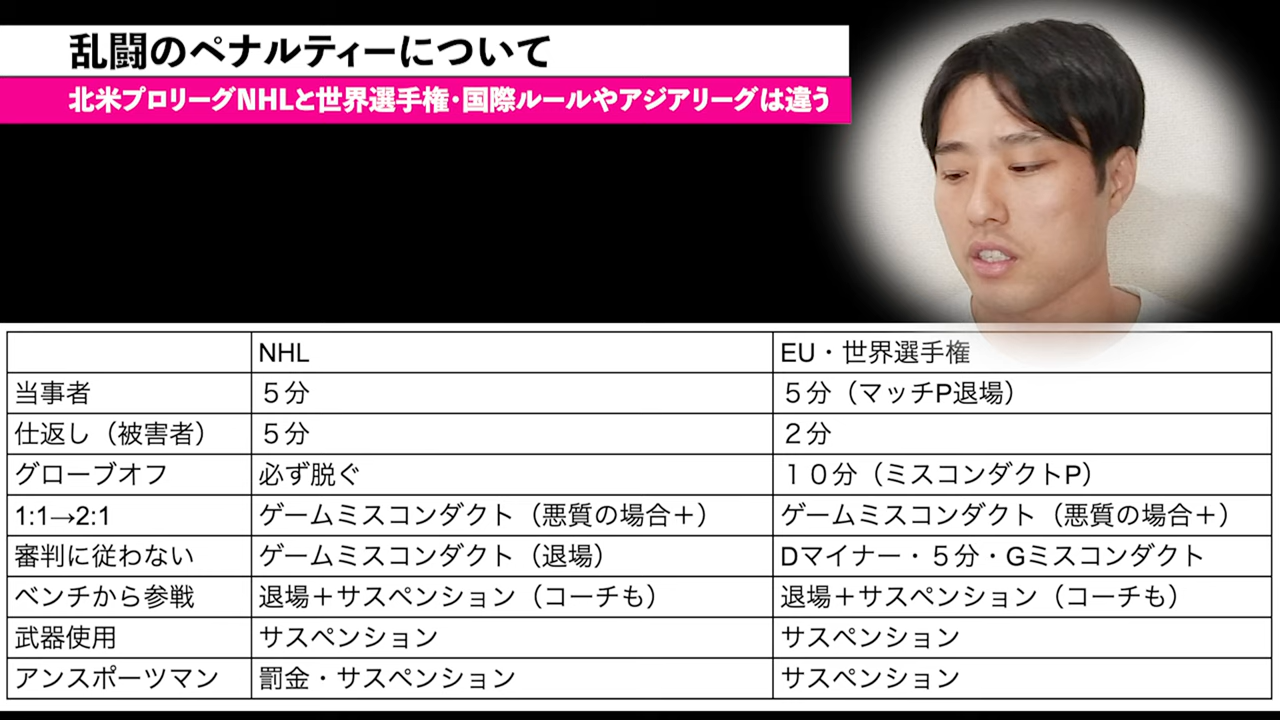 乱闘のペナルティーについて
北米プロリーグNHLと世界選手権・国際ルールやアジアリーグは違う
NHL EU・世界選手権
当事者 5分 5分（マッチP退場）
仕返し（被害者） 5分 2分
グローブオフ 必ず脱ぐ 10分（ミスコンダクトP）
1:1→2:1 ゲームミスコンダクト（悪質の場合＋） ゲームミスコンダクト（悪質の場合＋）
審判に従わない ゲームミスコンダクト（退場） Dマイナー・5分・Gミスコンダクト
ベンチから参戦 退場＋サスペンション（コーチも） 退場＋サスペンション（コーチも）
武器使用 サスペンション サスペンション
アンスポーツマン 罰金・サスペンション サスペンション